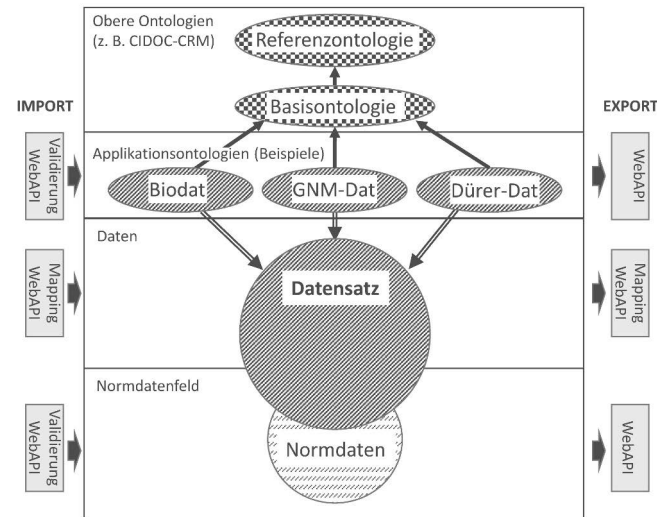 Obere Ontologien
(z. B. CIDOC-CRM)
Referenzontologie
Basisontologie
IMPORT
EXPORT
Validierung
WebAPI
Applikationsontologien (Beispiele)
Biodat
GNM-Dat
Dürer-Dat
WebAPI
Mapping
WebAPI
Daten
Datensatz
Mapping
WebAPI
Validierung
WebAPI
Normdatenfeld
Normdaten
WebAPI